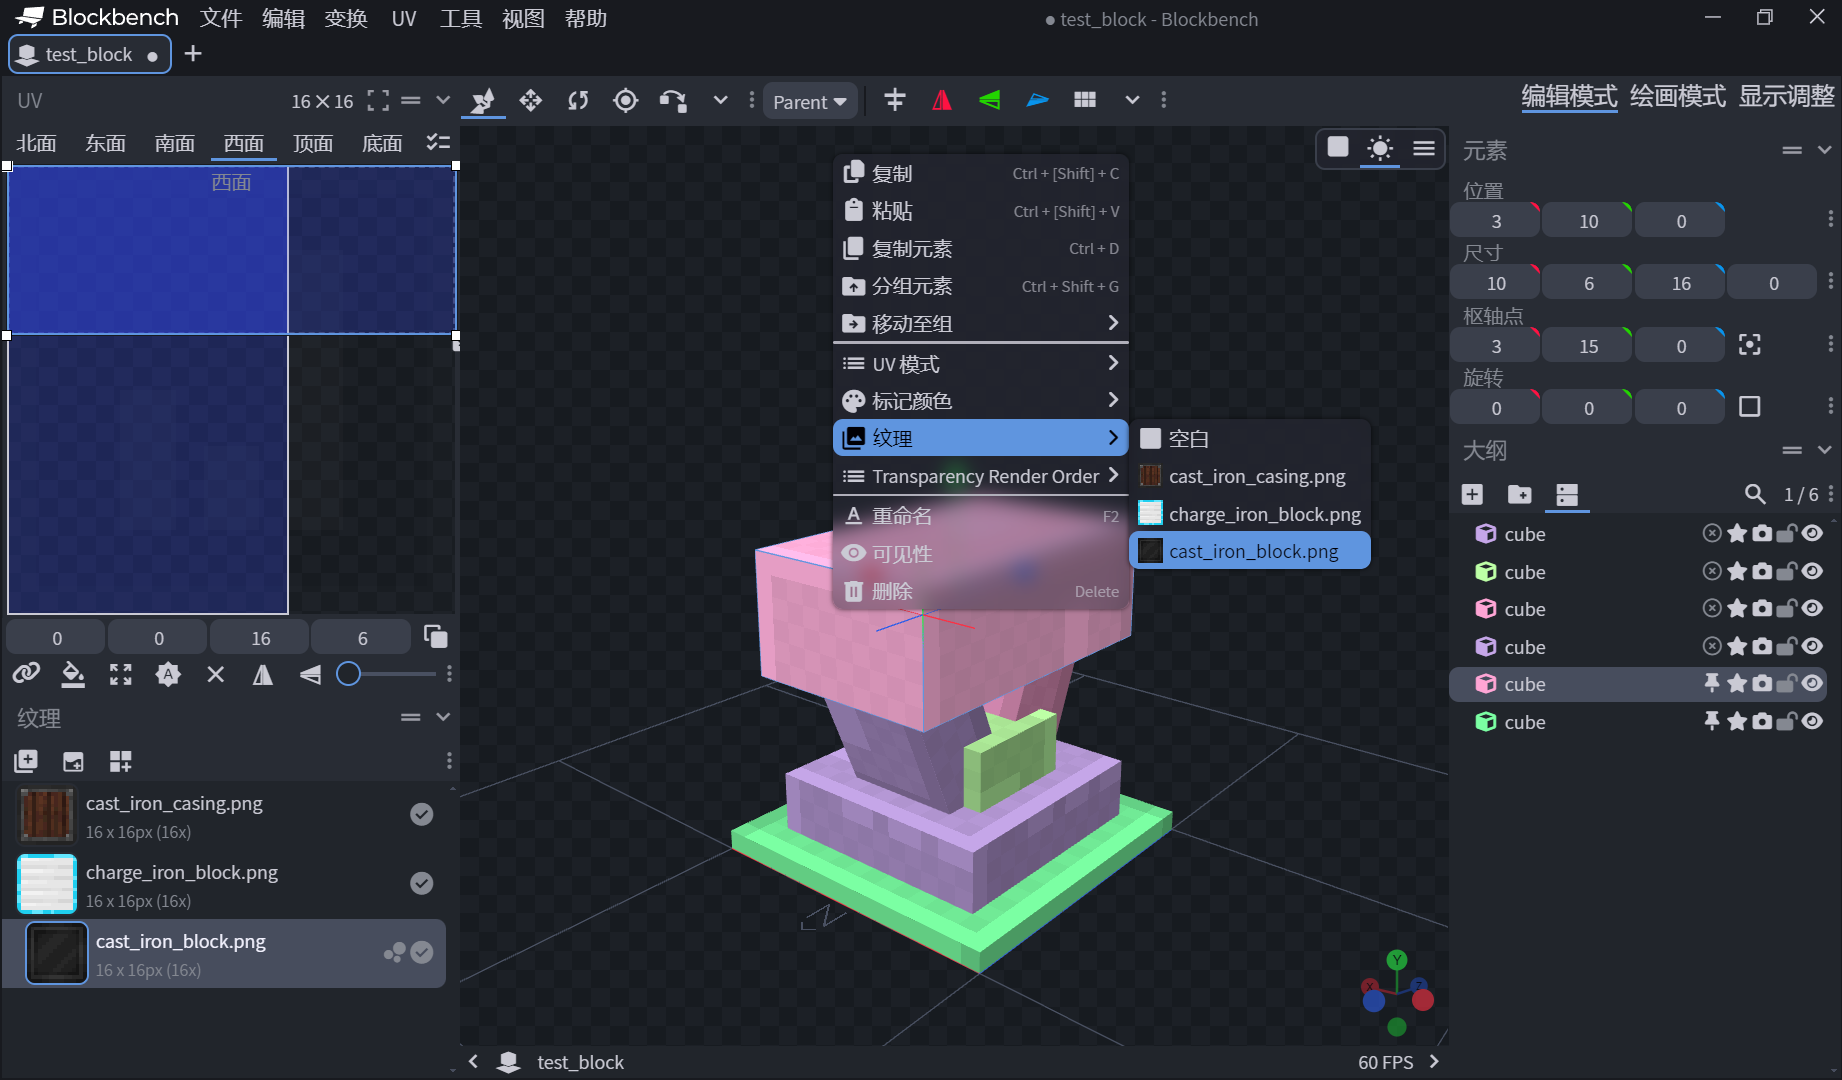 Blockbench 文件 编辑 变换 UV 工具 视图 帮助
● test_block - Blockbench
test_block ●
UV 16×16
Parent
编辑模式 绘画模式 显示调整
北面 东面 南面 西面 顶面 底面
西面
0 0 16 6
纹理
cast_iron_casing.png
16 x 16px (16x)
charge_iron_block.png
16 x 16px (16x)
cast_iron_block.png
16 x 16px (16x)
复制 Ctrl + [Shift] + C
粘贴 Ctrl + [Shift] + V
复制元素 Ctrl + D
分组元素 Ctrl + Shift + G
移动至组
UV 模式
标记颜色
纹理
Transparency Render Order
重命名 F2
可见性
删除 Delete
空白
cast_iron_casing.png
charge_iron_block.png
cast_iron_block.png
N
Y
X
Z
test_block
60 FPS
元素
位置
3 10 0
尺寸
10 6 16 0
枢轴点
3 15 0
旋转
0 0 0
大纲
1 / 6
cube
cube
cube
cube
cube
cube